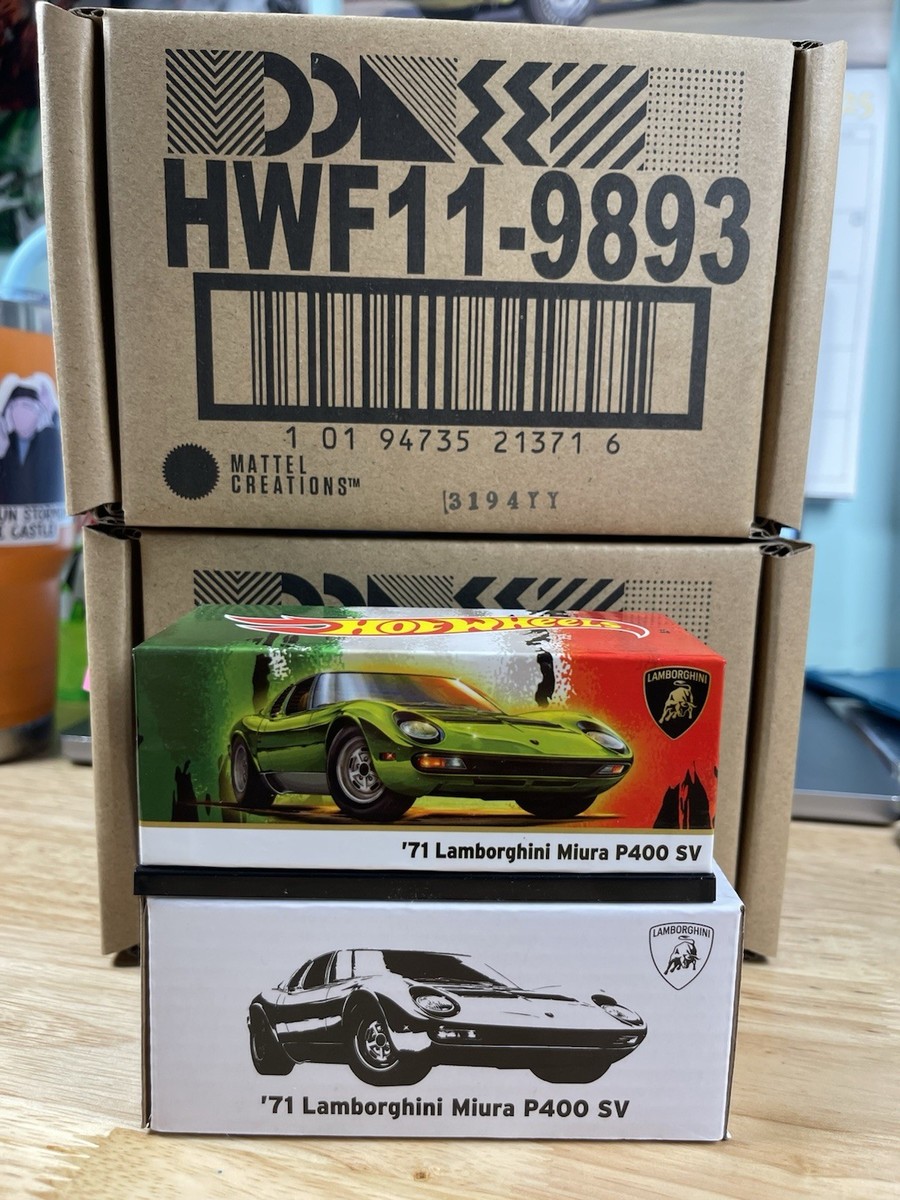 HWF11-9893
1 01 94735 21371 6
MATTEL
CREATIONS™
3194YY
HOT WHEELS
LAMBORGHINI
'71 Lamborghini Miura P400 SV
LAMBORGHINI
'71 Lamborghini Miura P400 SV